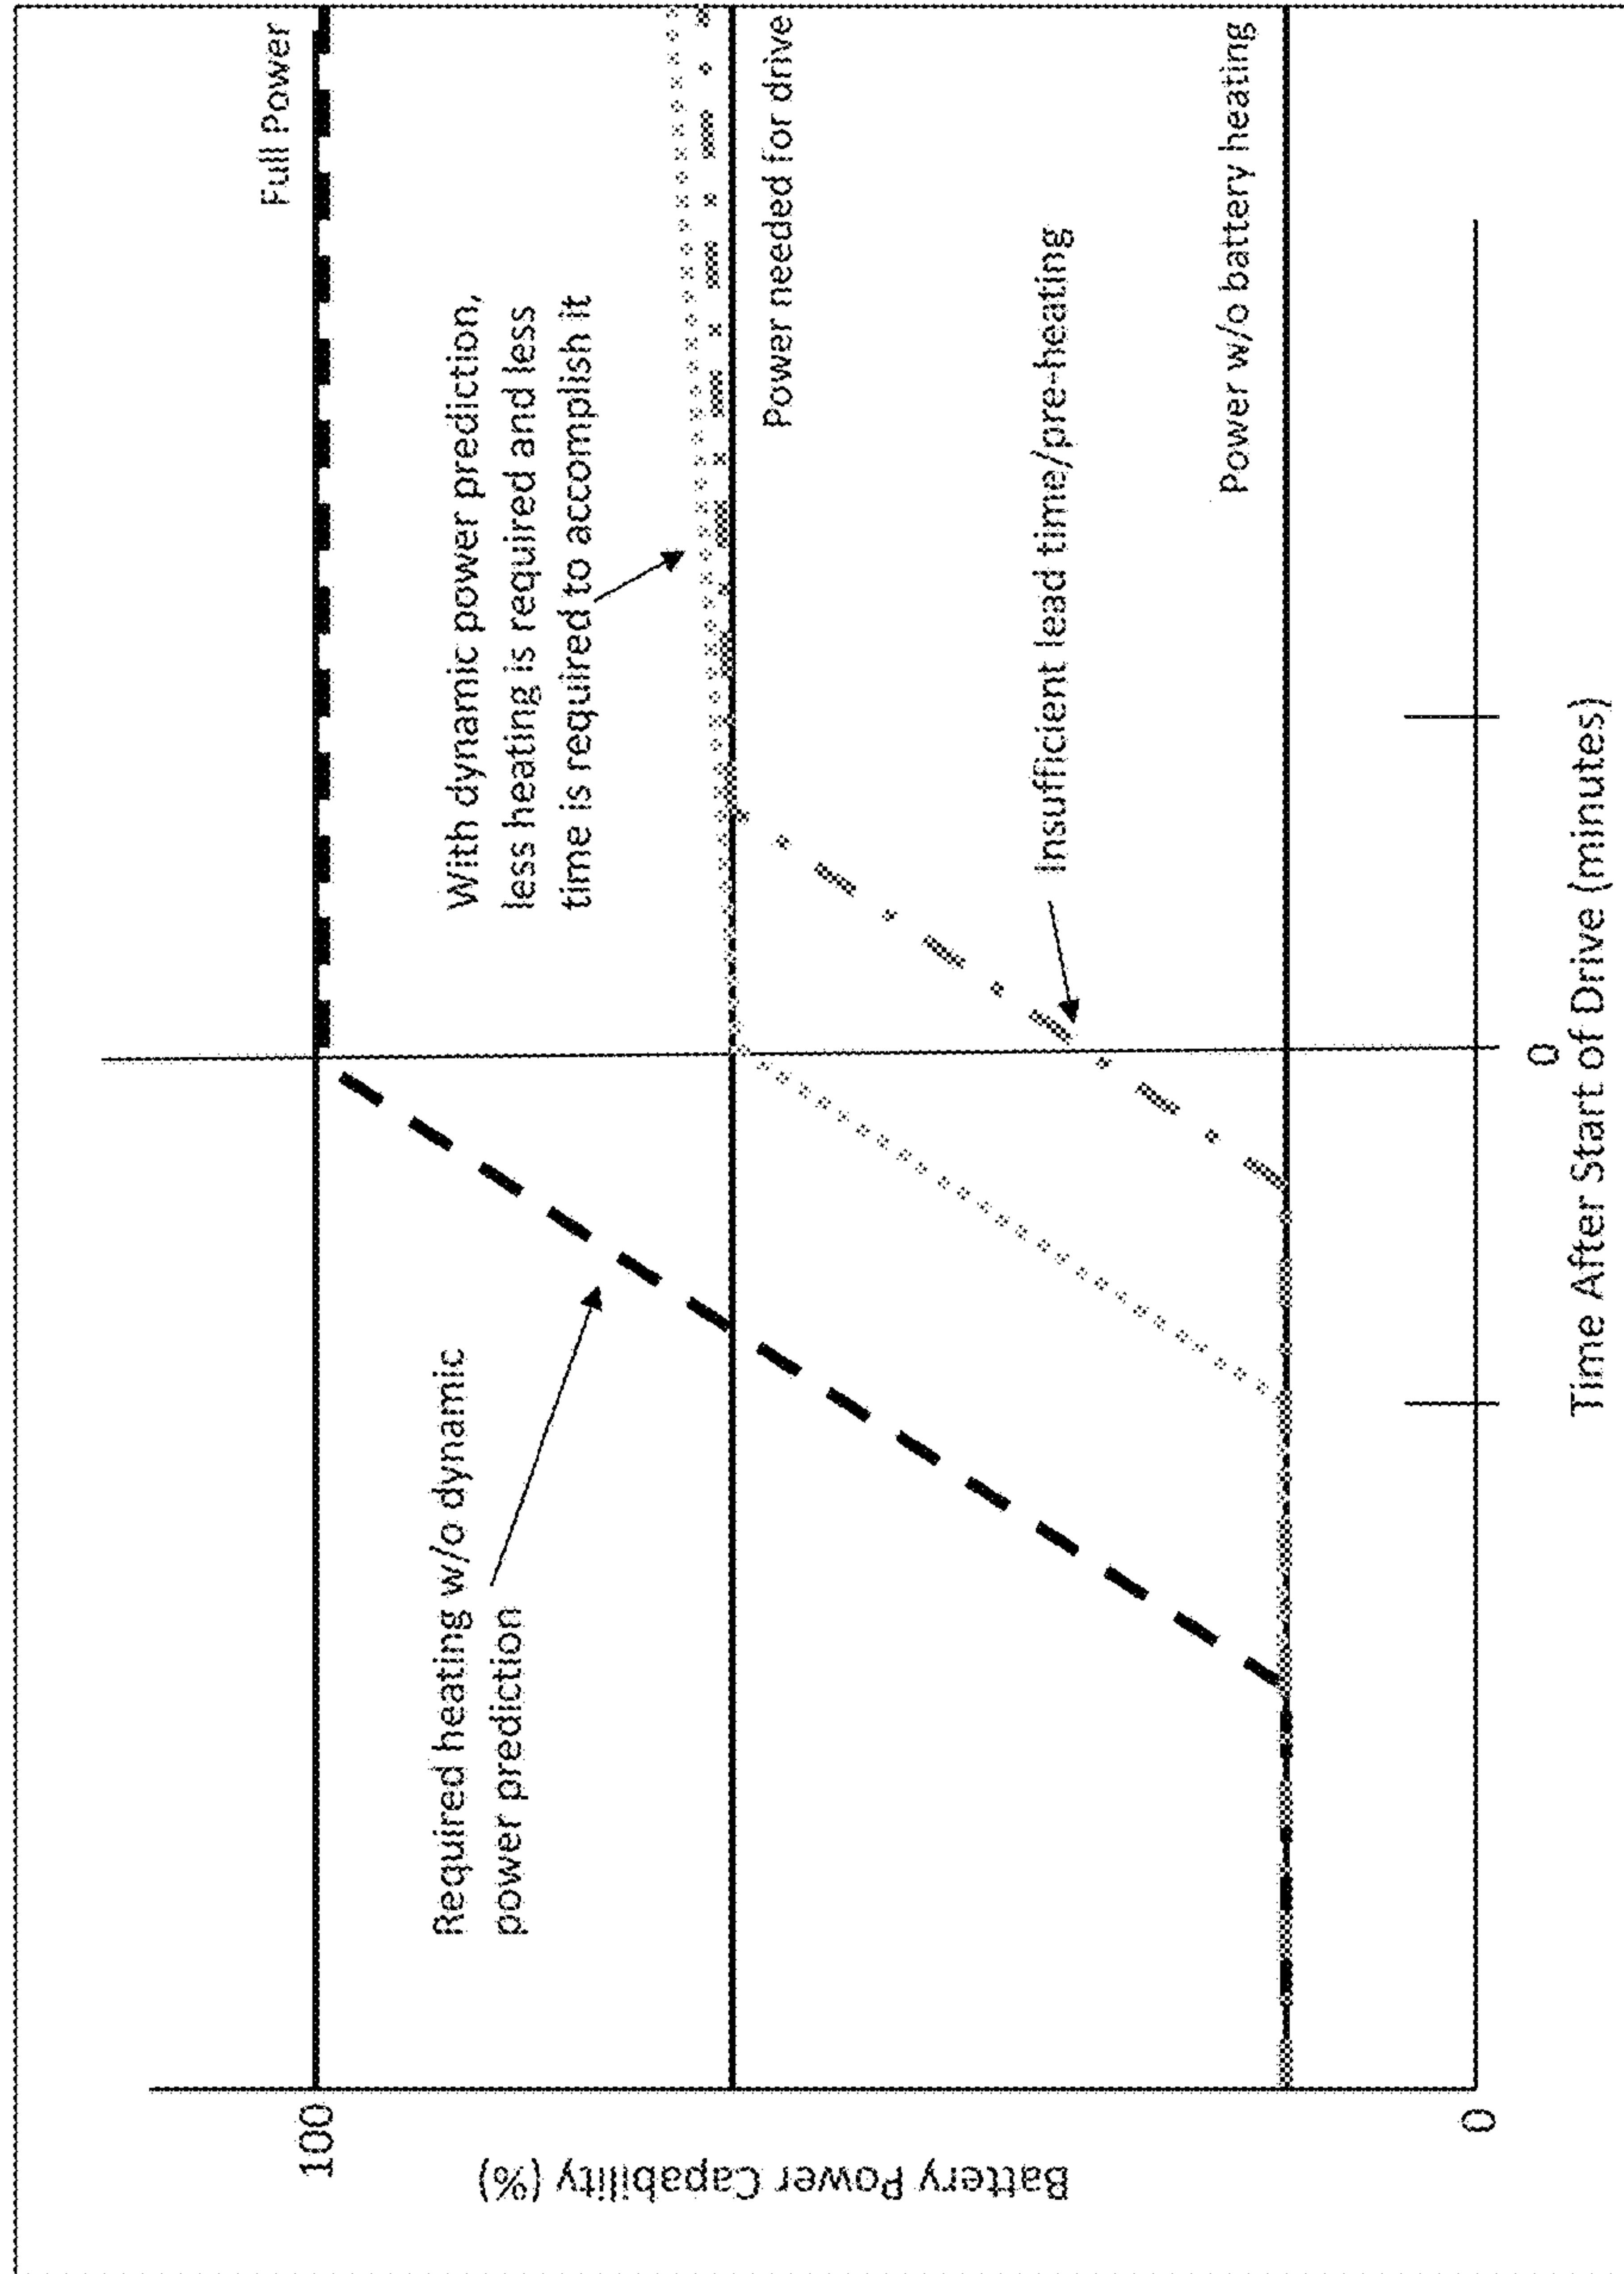 Full Power
100
With dynamic power prediction,
less heating is required and less
time is required to accomplish it
Required heating w/o dynamic
power prediction
Power needed for drive
Battery Power Capability (%)
Insufficient lead time/pre-heating
Power w/o battery heating
0
0
Time After Start of Drive (minutes)